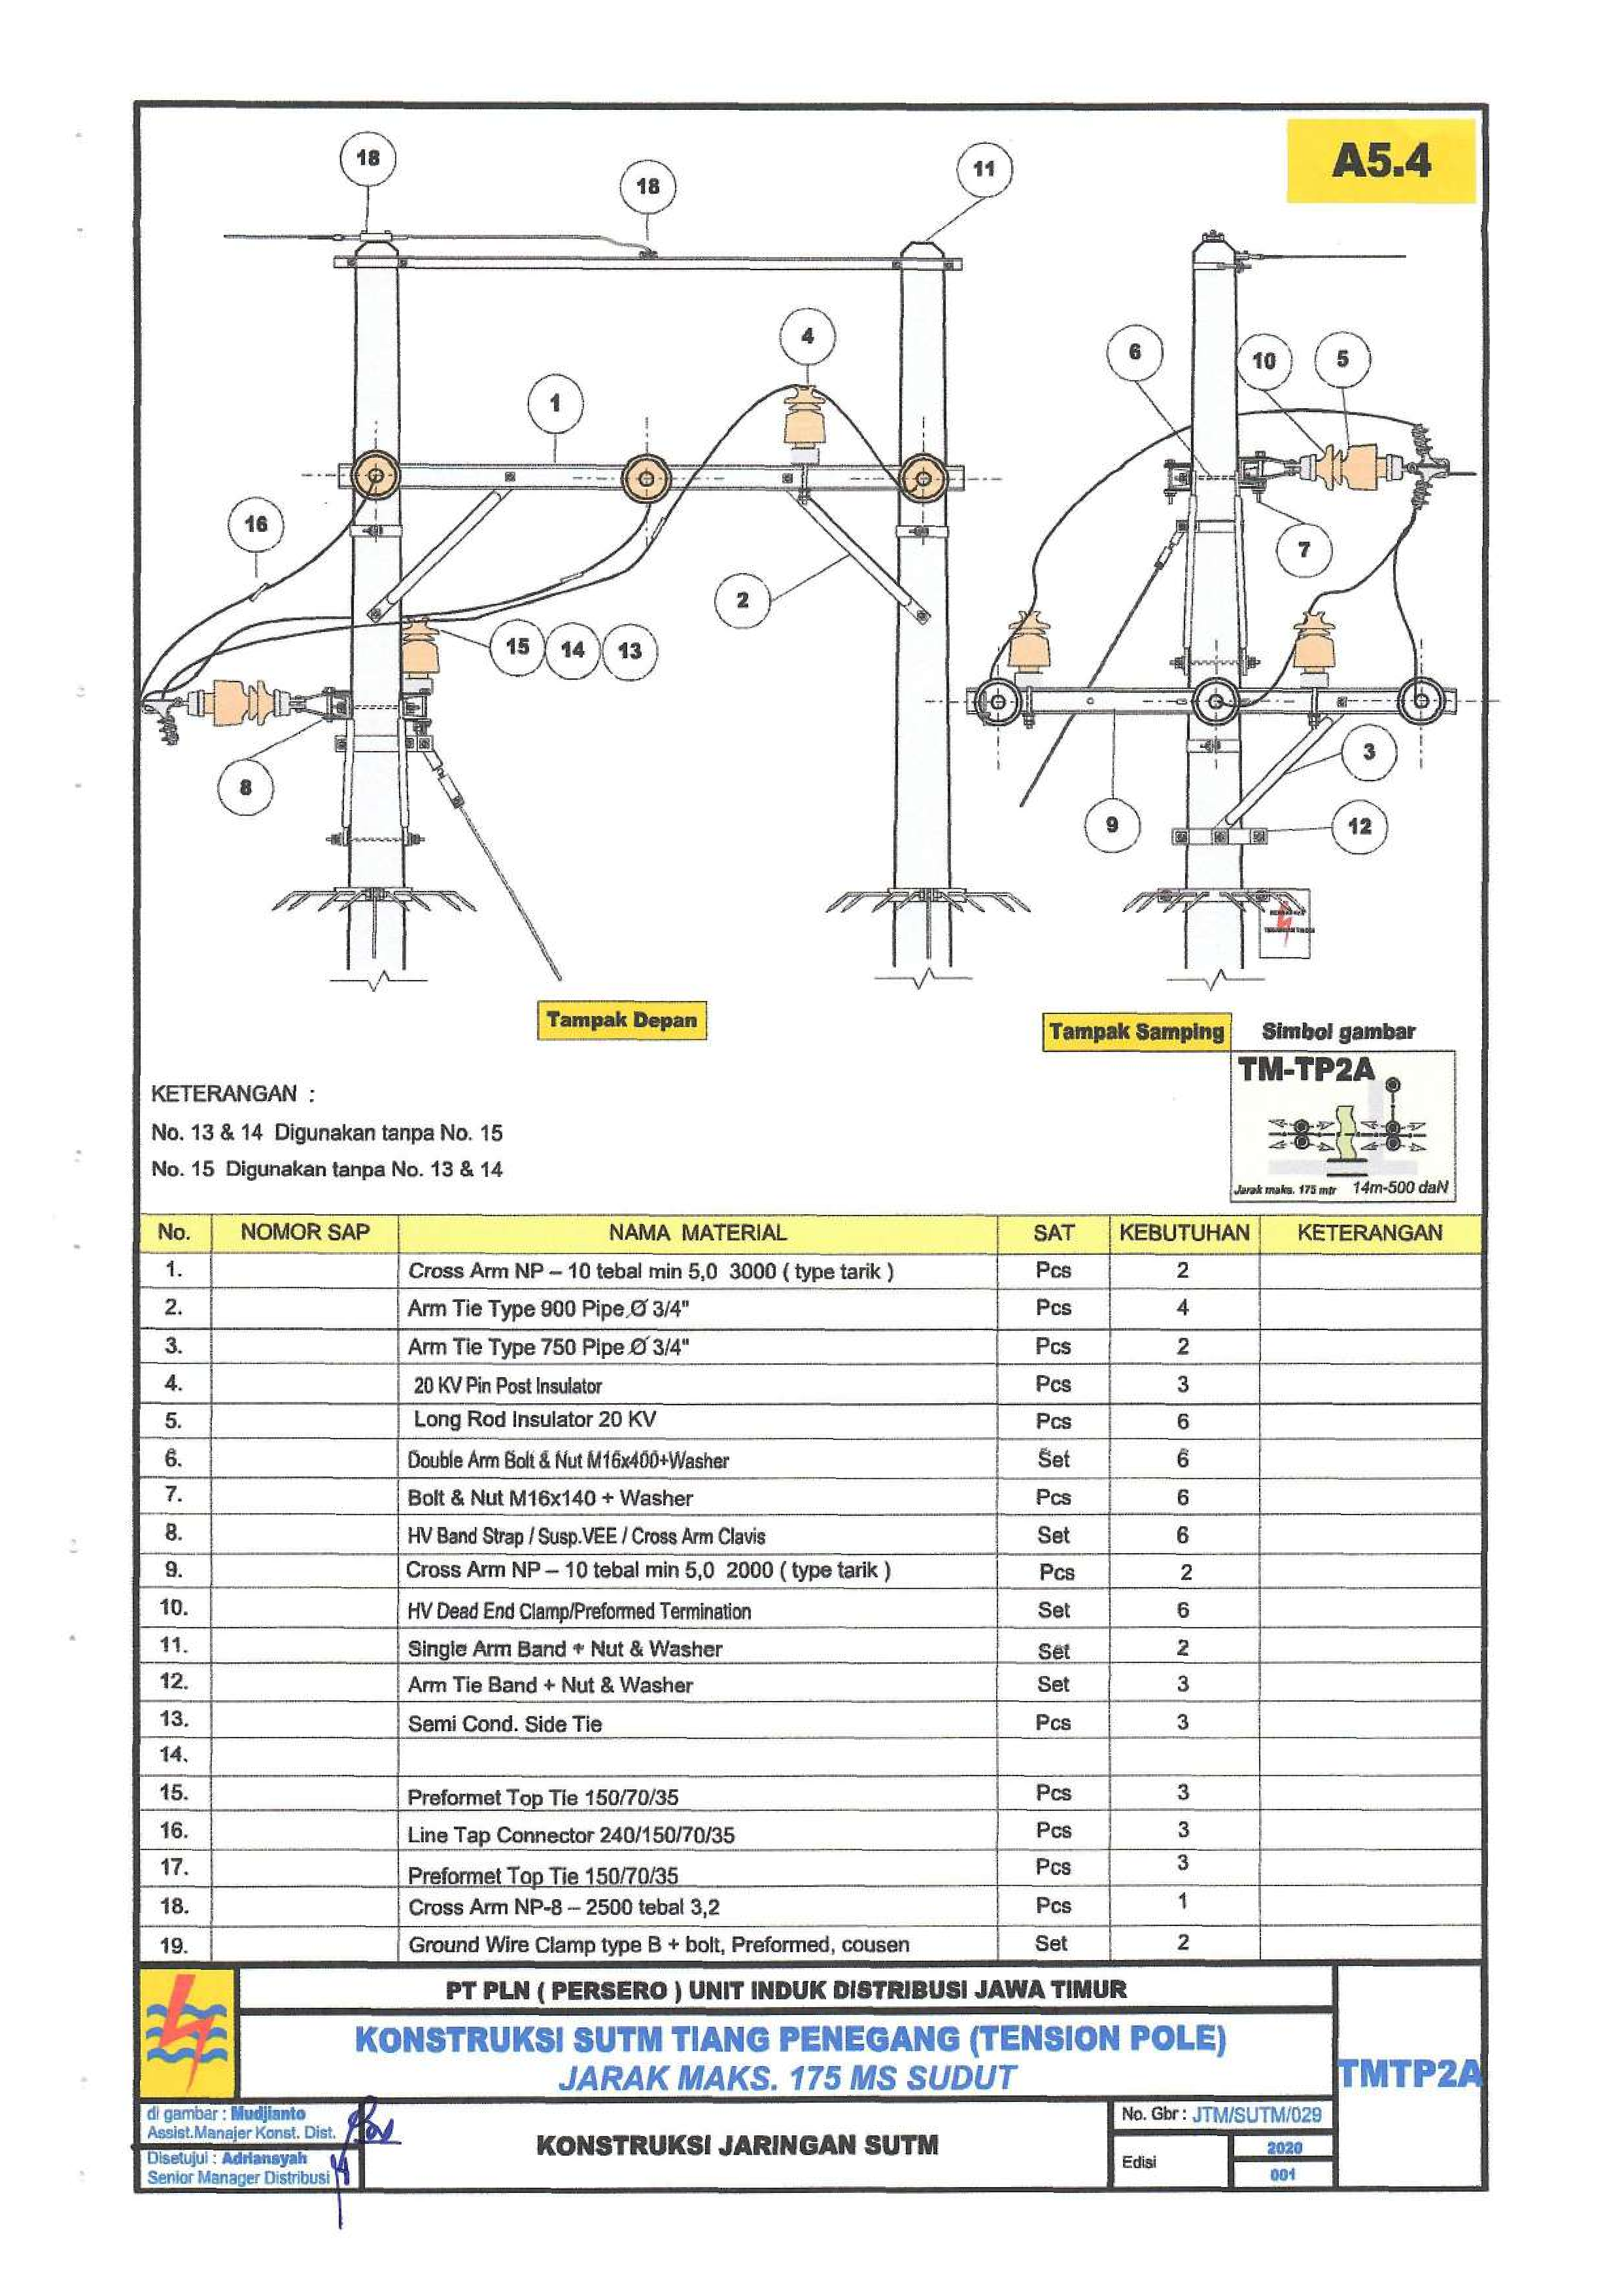 A5.4
18
18
11
4
1
16
2
15 14 13
8
6
10
5
7
3
9
12
Tampak Depan
Tampak Samping
Simbol gambar
TM-TP2A
Jarak maks. 175 mtr 14m-500 daN
KETERANGAN :
No. 13 & 14 Digunakan tanpa No. 15
No. 15 Digunakan tanpa No. 13 & 14
No. NOMOR SAP NAMA MATERIAL SAT KEBUTUHAN KETERANGAN
1. Cross Arm NP – 10 tebal min 5,0 3000 ( type tarik ) Pcs 2
2. Arm Tie Type 900 Pipe Ø 3/4" Pcs 4
3. Arm Tie Type 750 Pipe Ø 3/4" Pcs 2
4. 20 KV Pin Post Insulator Pcs 3
5. Long Rod Insulator 20 KV Pcs 6
6. Double Arm Bolt & Nut M16x400+Washer Set 6
7. Bolt & Nut M16x140 + Washer Pcs 6
8. HV Band Strap / Susp.VEE / Cross Arm Clavis Set 6
9. Cross Arm NP – 10 tebal min 5,0 2000 ( type tarik ) Pcs 2
10. HV Dead End Clamp/Preformed Termination Set 6
11. Single Arm Band + Nut & Washer Set 2
12. Arm Tie Band + Nut & Washer Set 3
13. Semi Cond. Side Tie Pcs 3
14.
15. Preformet Top Tie 150/70/35 Pcs 3
16. Line Tap Connector 240/150/70/35 Pcs 3
17. Preformet Top Tie 150/70/35 Pcs 3
18. Cross Arm NP-8 – 2500 tebal 3,2 Pcs 1
19. Ground Wire Clamp type B + bolt, Preformed, cousen Set 2
PT PLN ( PERSERO ) UNIT INDUK DISTRIBUSI JAWA TIMUR
KONSTRUKSI SUTM TIANG PENEGANG (TENSION POLE)
JARAK MAKS. 175 MS SUDUT
TMTP2A
di gambar : Mudjianto
Assist.Manajer Konst. Dist.
Disetujui : Adriansyah
Senior Manager Distribusi
KONSTRUKSI JARINGAN SUTM
No. Gbr : JTM/SUTM/029
Edisi
2020
001